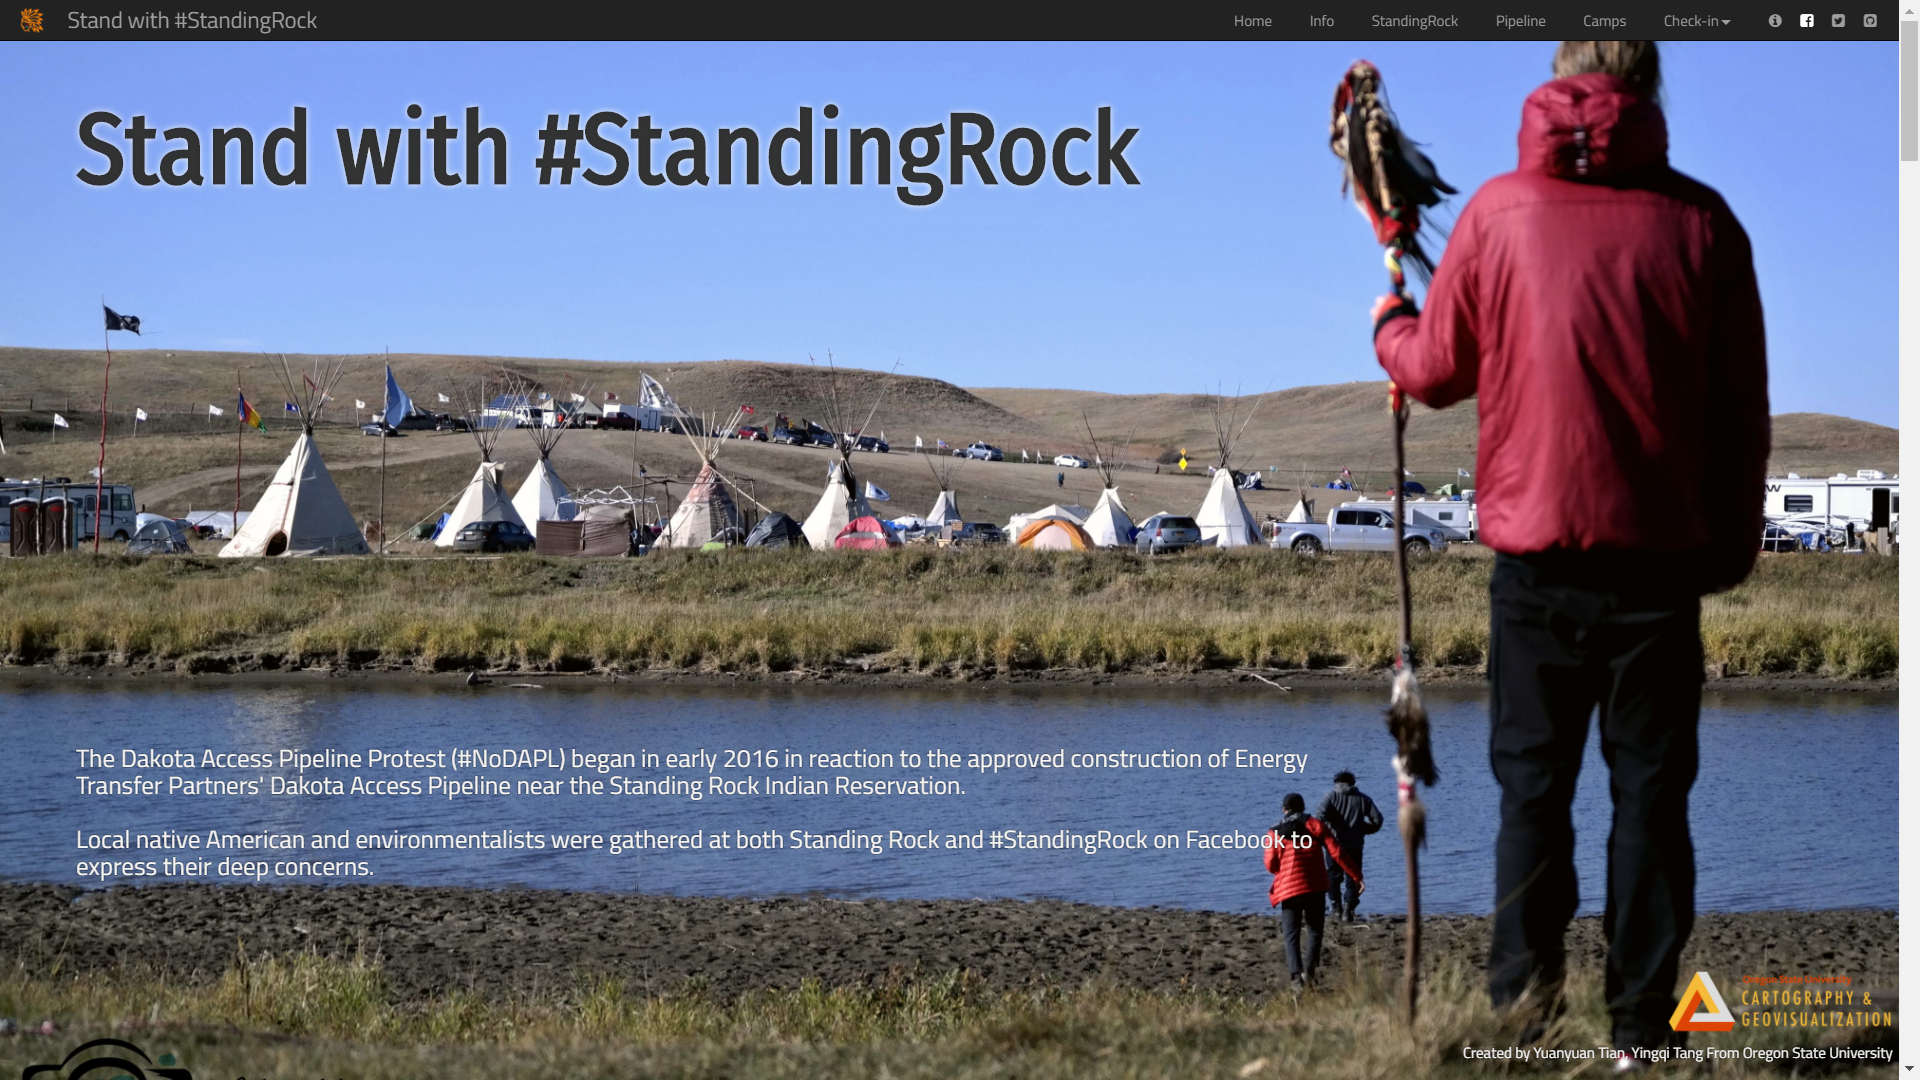 Stand with #StandingRock
Home Info StandingRock Pipeline Camps Check-in
Stand with #StandingRock
The Dakota Access Pipeline Protest (#NoDAPL) began in early 2016 in reaction to the approved construction of Energy
Transfer Partners' Dakota Access Pipeline near the Standing Rock Indian Reservation.
Local native American and environmentalists were gathered at both Standing Rock and #StandingRock on Facebook to
express their deep concerns.
Oregon State University
CARTOGRAPHY &
GEOVISUALIZATION
Created by Yuanyuan Tian, Yingqi Tang From Oregon State University